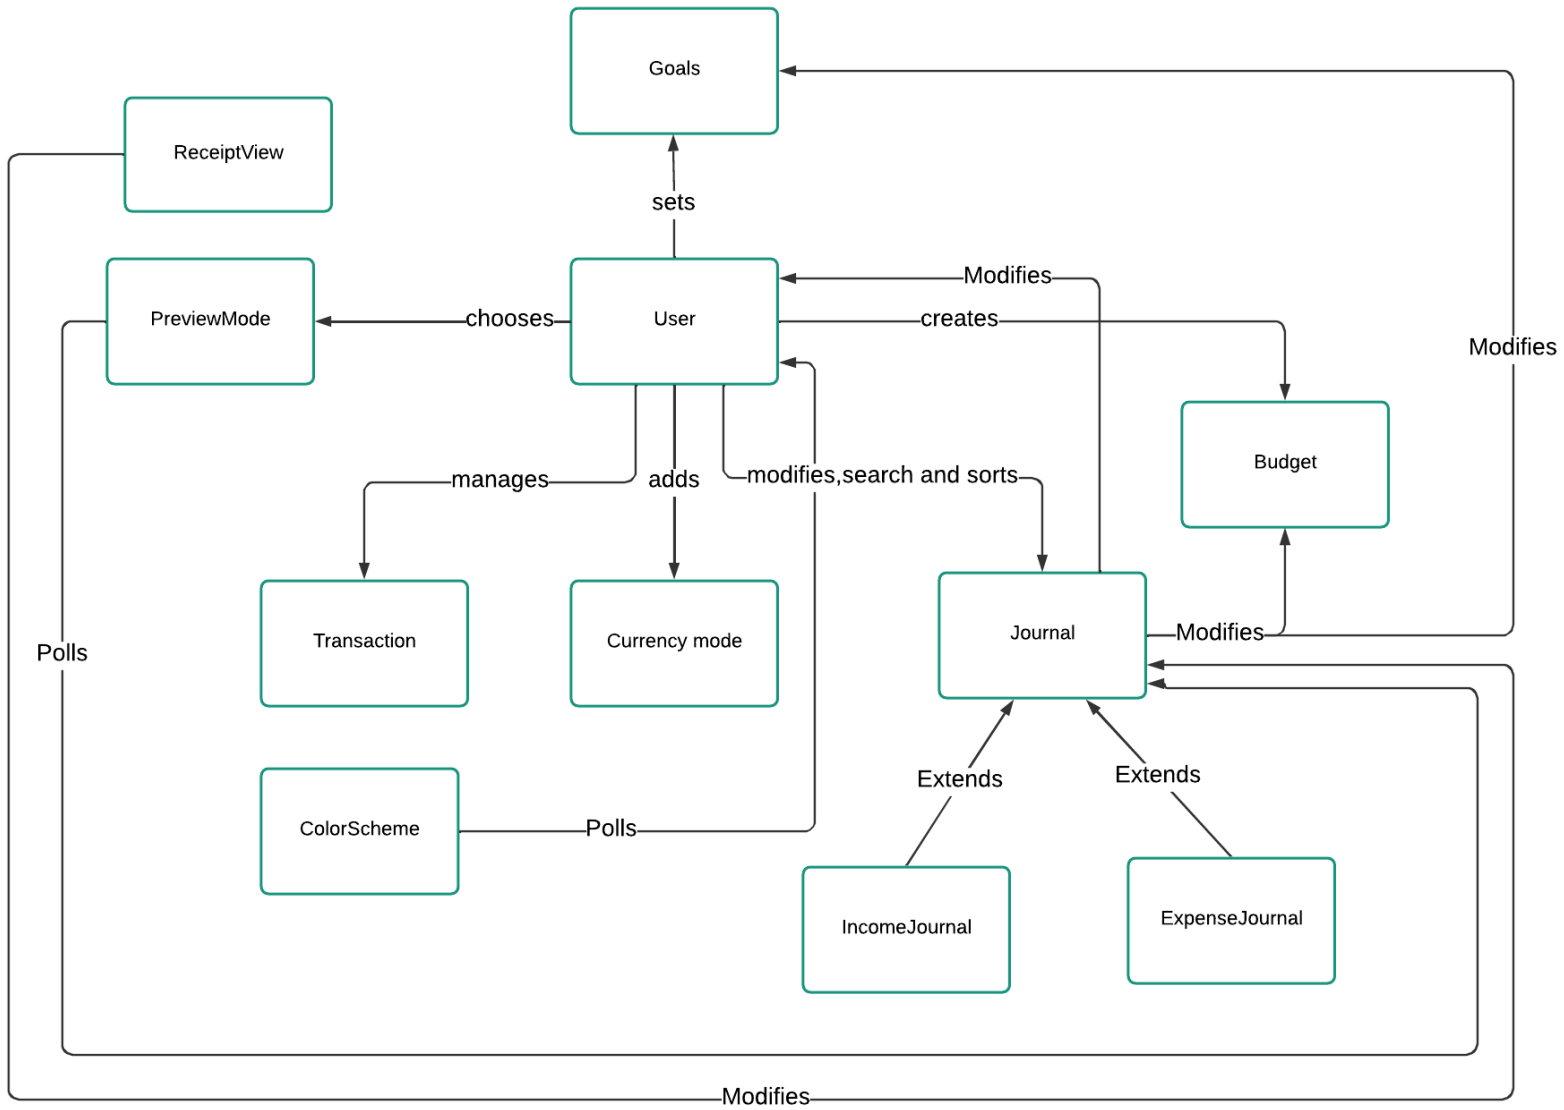 Goals
ReceiptView
sets
Modifies
PreviewMode
chooses
User
creates
Modifies
Budget
manages
adds
modifies,search and sorts
Transaction
Currency mode
Journal
Modifies
Polls
Extends
Extends
ColorScheme
Polls
IncomeJournal
ExpenseJournal
Modifies